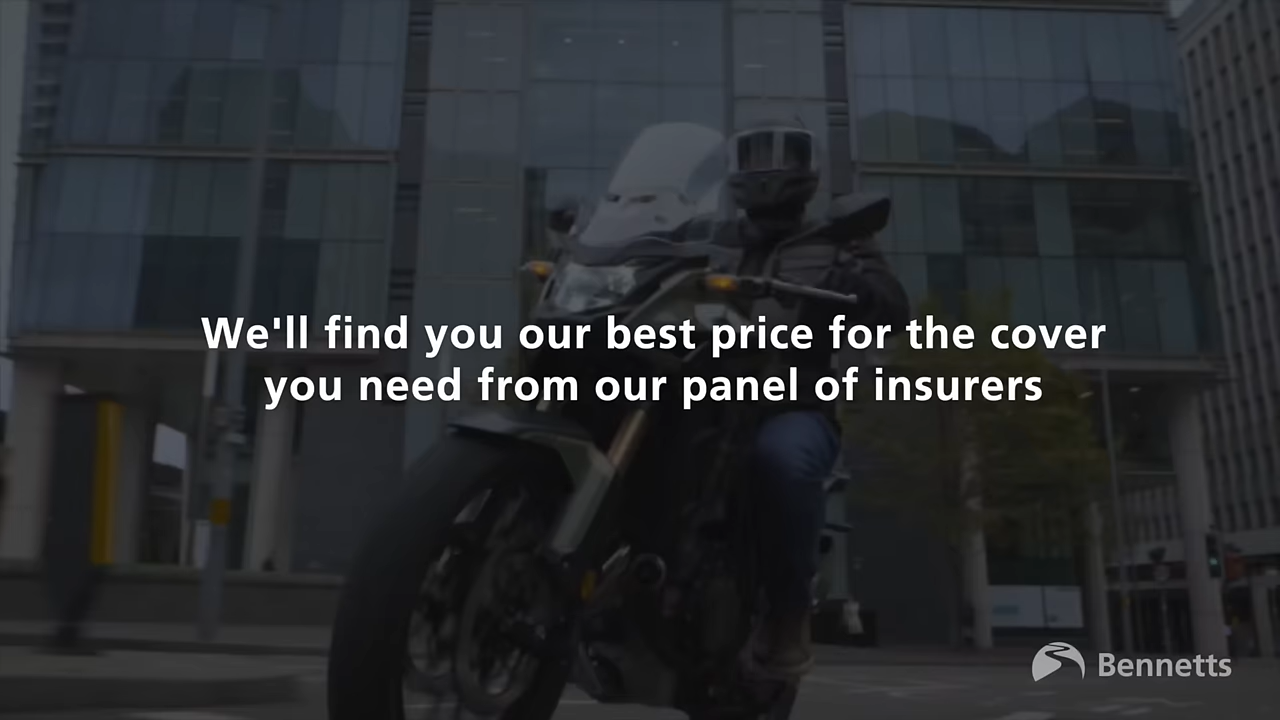 We'll find you our best price for the cover
you need from our panel of insurers
Bennetts